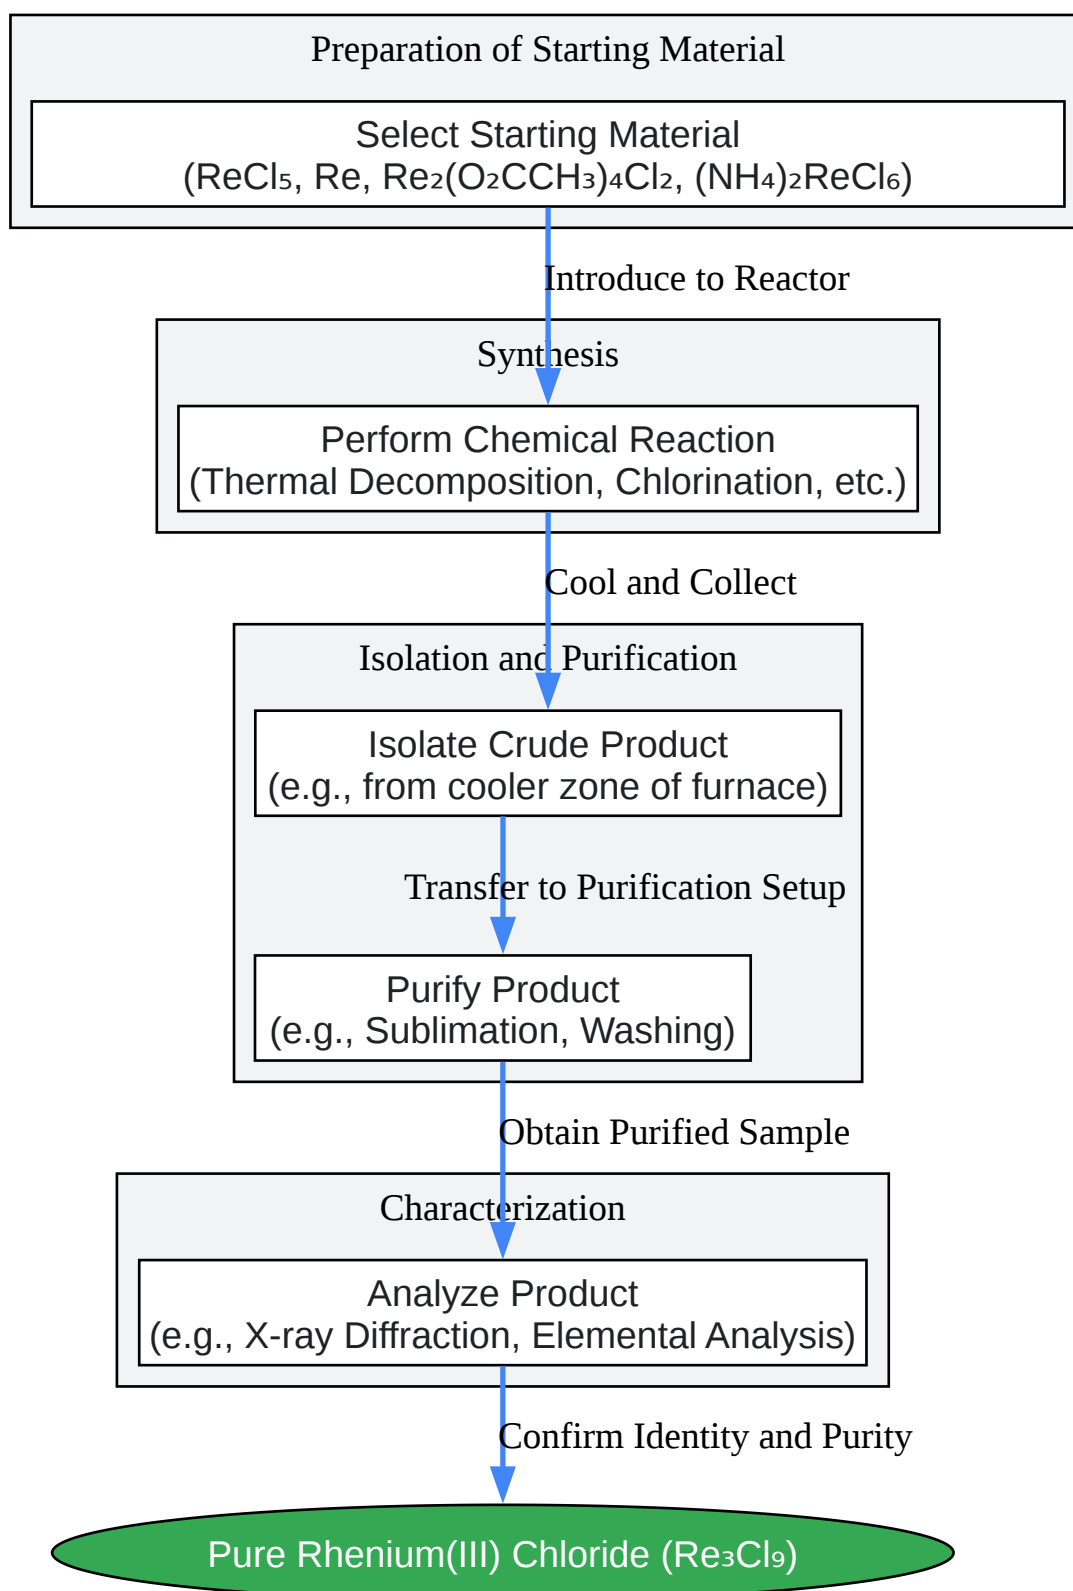 Preparation of Starting Material
Select Starting Material
(ReCl₅, Re, Re₂(O₂CCH₃)₄Cl₂, (NH₄)₂ReCl₆)
Introduce to Reactor
Synthesis
Perform Chemical Reaction
(Thermal Decomposition, Chlorination, etc.)
Cool and Collect
Isolation and Purification
Isolate Crude Product
(e.g., from cooler zone of furnace)
Transfer to Purification Setup
Purify Product
(e.g., Sublimation, Washing)
Obtain Purified Sample
Characterization
Analyze Product
(e.g., X-ray Diffraction, Elemental Analysis)
Confirm Identity and Purity
Pure Rhenium(III) Chloride (Re₃Cl₉)